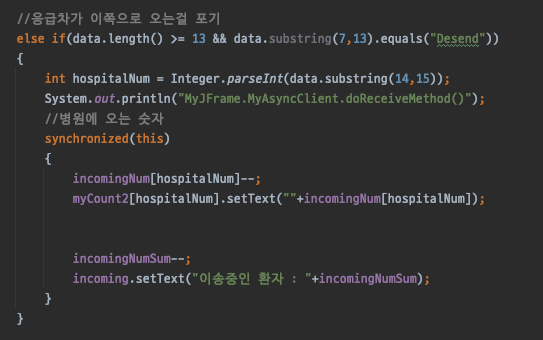 //응급차가 이쪽으로 오는걸 포기
else if(data.length() >= 13 && data.substring(7,13).equals("Desend"))
{
int hospitalNum = Integer.parseInt(data.substring(14,15));
System.out.println("MyJFrame.MyAsyncClient.doReceiveMethod()");
//병원에 오는 숫자
synchronized(this)
{
incomingNum[hospitalNum]--;
myCount2[hospitalNum].setText(""+incomingNum[hospitalNum]);
incomingNumSum--;
incoming.setText("이송중인 환자 : "+incomingNumSum);
}
}